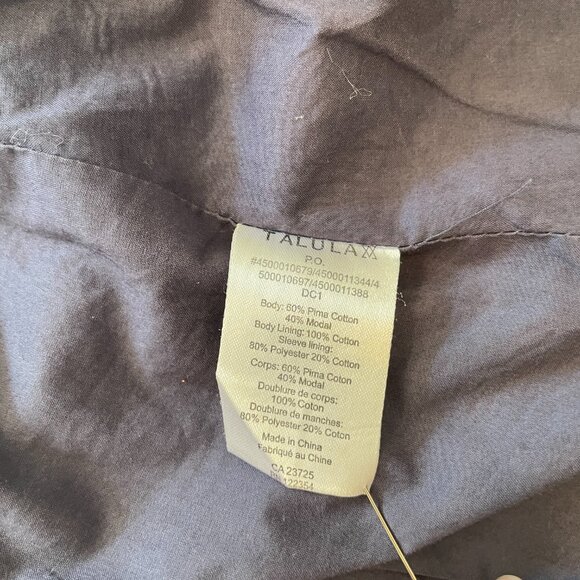 TALULA
P.O.
#4500010679/4500011344/4
500010697/4500011388
DC1
Body: 60% Pima Cotton
40% Modal
Body Lining: 100% Cotton
Sleeve lining:
80% Polyester 20% Cotton
Corps: 60% Pima Coton
40% Modal
Doublure de corps:
100% Coton
Doublure de manches:
80% Polyester 20% Coton
Made in China
Fabriqué au Chine
CA 23725
122354